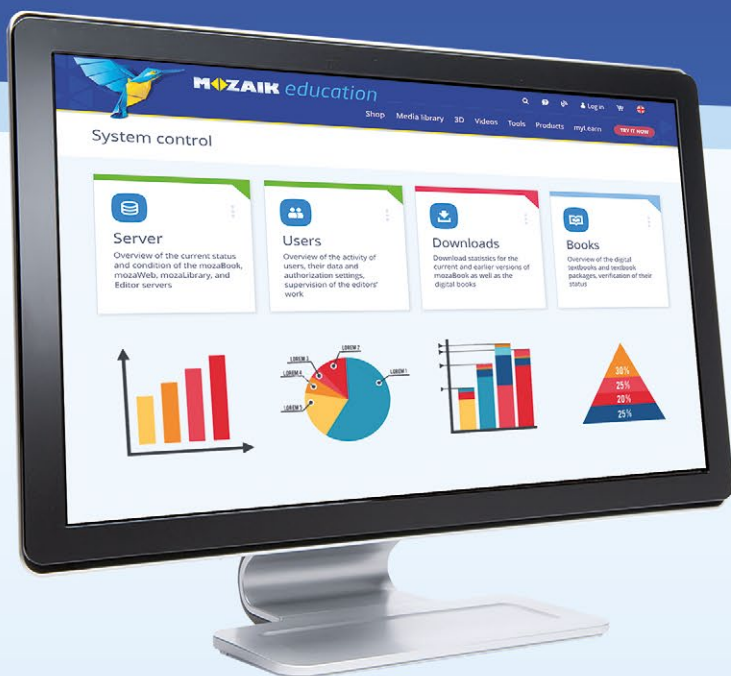 MOZAIK education
Log in
Shop Media library 3D Videos Tools Products myLearn TRY IT NOW
System control
Server
Overview of the current status
and condition of the mozaBook,
mozaWeb, mozaLibrary, and
Editor servers
Users
Overview of the activity of
users, their data and
authorization settings,
supervision of the editors'
work
Downloads
Download statistics for the
current and earlier versions of
mozaBook as well as the
digital books
Books
Overview of the digital
textbooks and textbook
packages, verification of their
status
LOREM 2
LOREM 3
LOREM 1
LOREM 4
LOREM 5
30%
25%
20%
25%